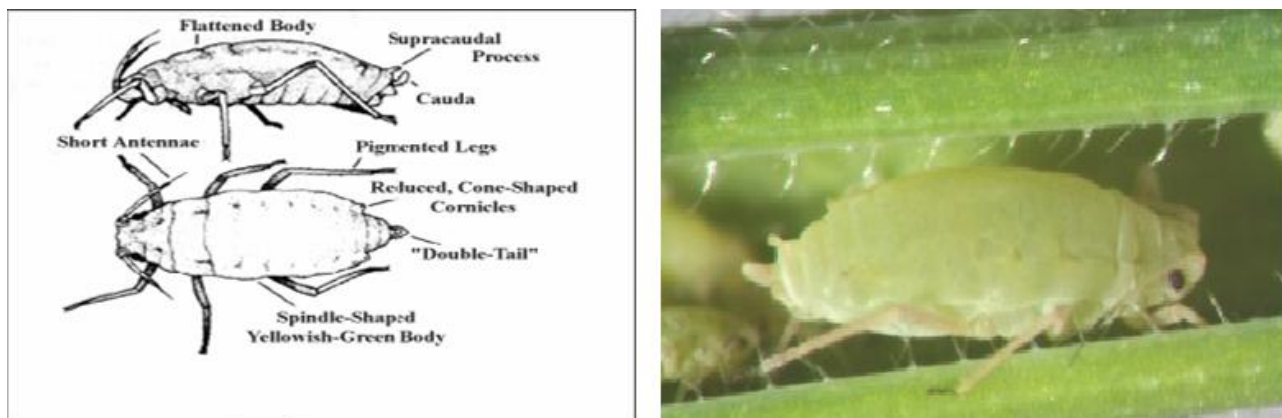 Flattened Body
Supracaudal
Process
Cauda
Short Antennae
Pigmented Legs
Reduced, Cone-Shaped
Cornicles
"Double-Tail"
Spindle-Shaped
Yellowish-Green Body